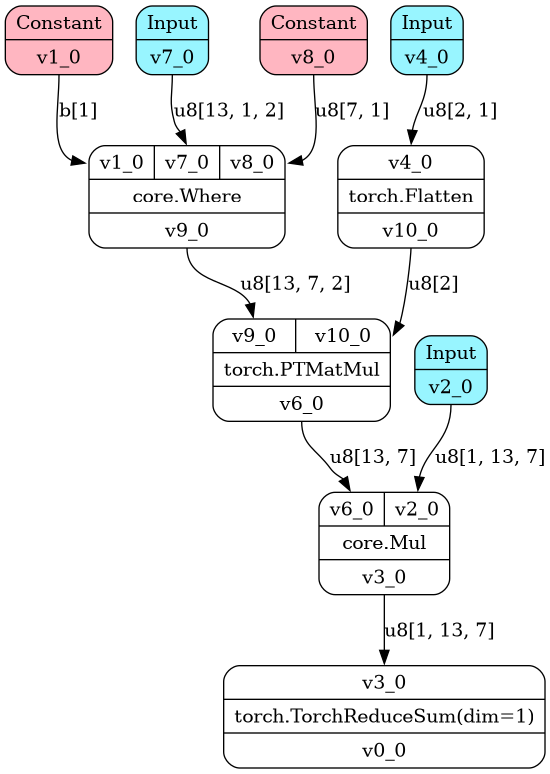 Constant
v1_0
Input
v7_0
Constant
v8_0
Input
v4_0
b[1]
u8[13, 1, 2]
u8[7, 1]
u8[2, 1]
v1_0
v7_0
v8_0
core.Where
v9_0
v4_0
torch.Flatten
v10_0
u8[13, 7, 2]
u8[2]
v9_0
v10_0
torch.PTMatMul
v6_0
Input
v2_0
u8[13, 7]
u8[1, 13, 7]
v6_0
v2_0
core.Mul
v3_0
u8[1, 13, 7]
v3_0
torch.TorchReduceSum(dim=1)
v0_0